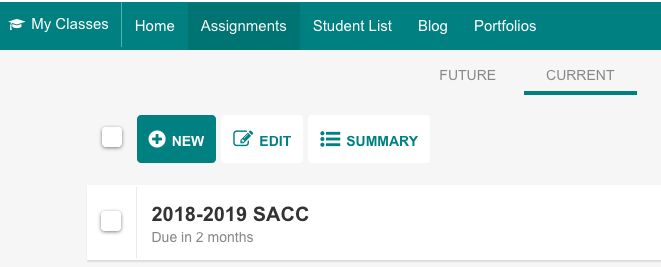 My Classes Home Assignments Student List Blog Portfolios
FUTURE CURRENT
NEW EDIT SUMMARY
2018-2019 SACC
Due in 2 months